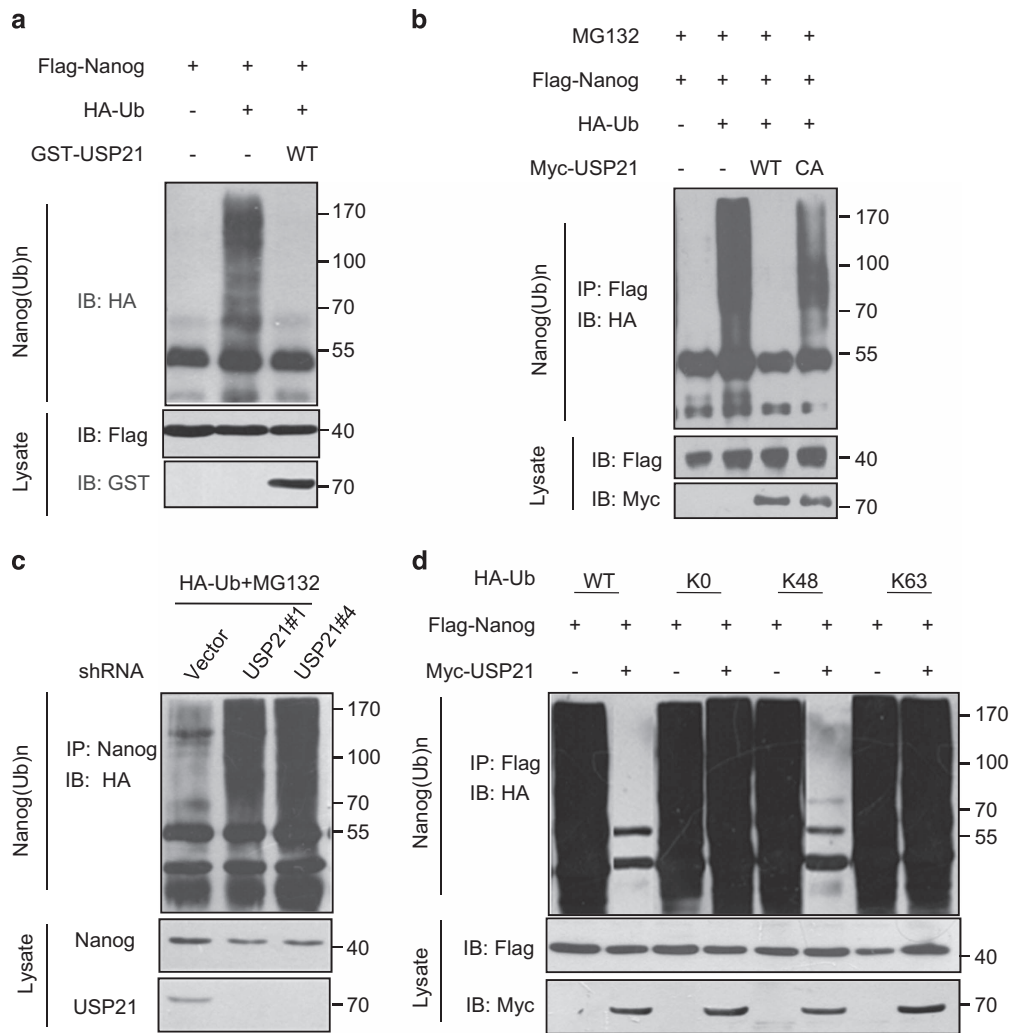 a
Flag-Nanog + + +
HA-Ub - + +
GST-USP21 - - WT
Nanog(Ub)n
IB: HA
170
100
70
55
Lysate
IB: Flag
40
IB: GST
70
b
MG132 + + + +
Flag-Nanog + + + +
HA-Ub - + + +
Myc-USP21 - - WT CA
Nanog(Ub)n
IP: Flag
IB: HA
170
100
70
55
Lysate
IB: Flag
40
IB: Myc
70
c
HA-Ub+MG132
shRNA Vector USP21#1 USP21#4
Nanog(Ub)n
IP: Nanog
IB: HA
170
100
70
55
Lysate
Nanog
40
USP21
70
d
HA-Ub WT K0 K48 K63
Flag-Nanog + + + + + + + +
Myc-USP21 - + - + - + - +
Nanog(Ub)n
IP: Flag
IB: HA
170
100
70
55
Lysate
IB: Flag
40
IB: Myc
70